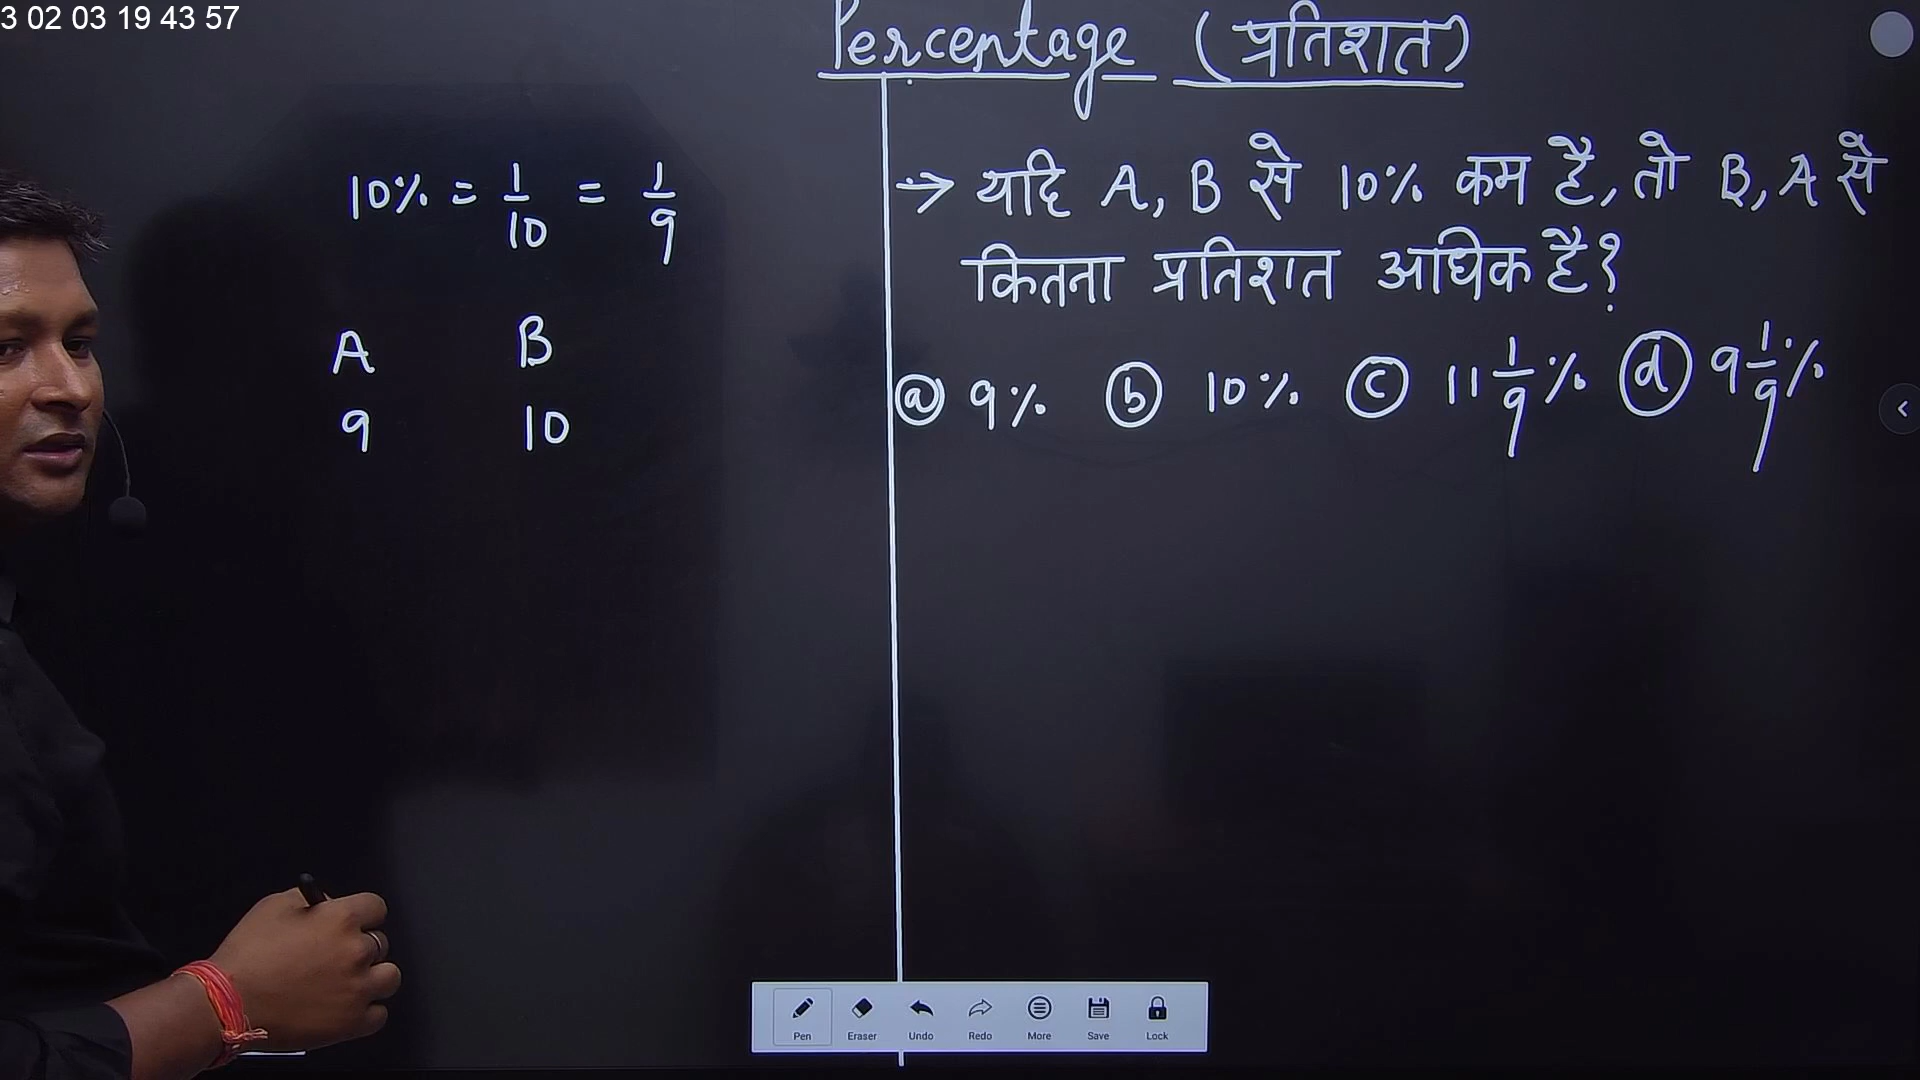 3 02 03 19 43 57
Percentage (प्रतिशत)
10% = 1/10 = 1/9
A B
9 10
→ यदि A, B से 10% कम है, तो B, A से
कितना प्रतिशत अधिक है?
(a) 9% (b) 10% (c) 11 1/9 % (d) 9 1/9 %
Pen Eraser Undo Redo More Save Lock